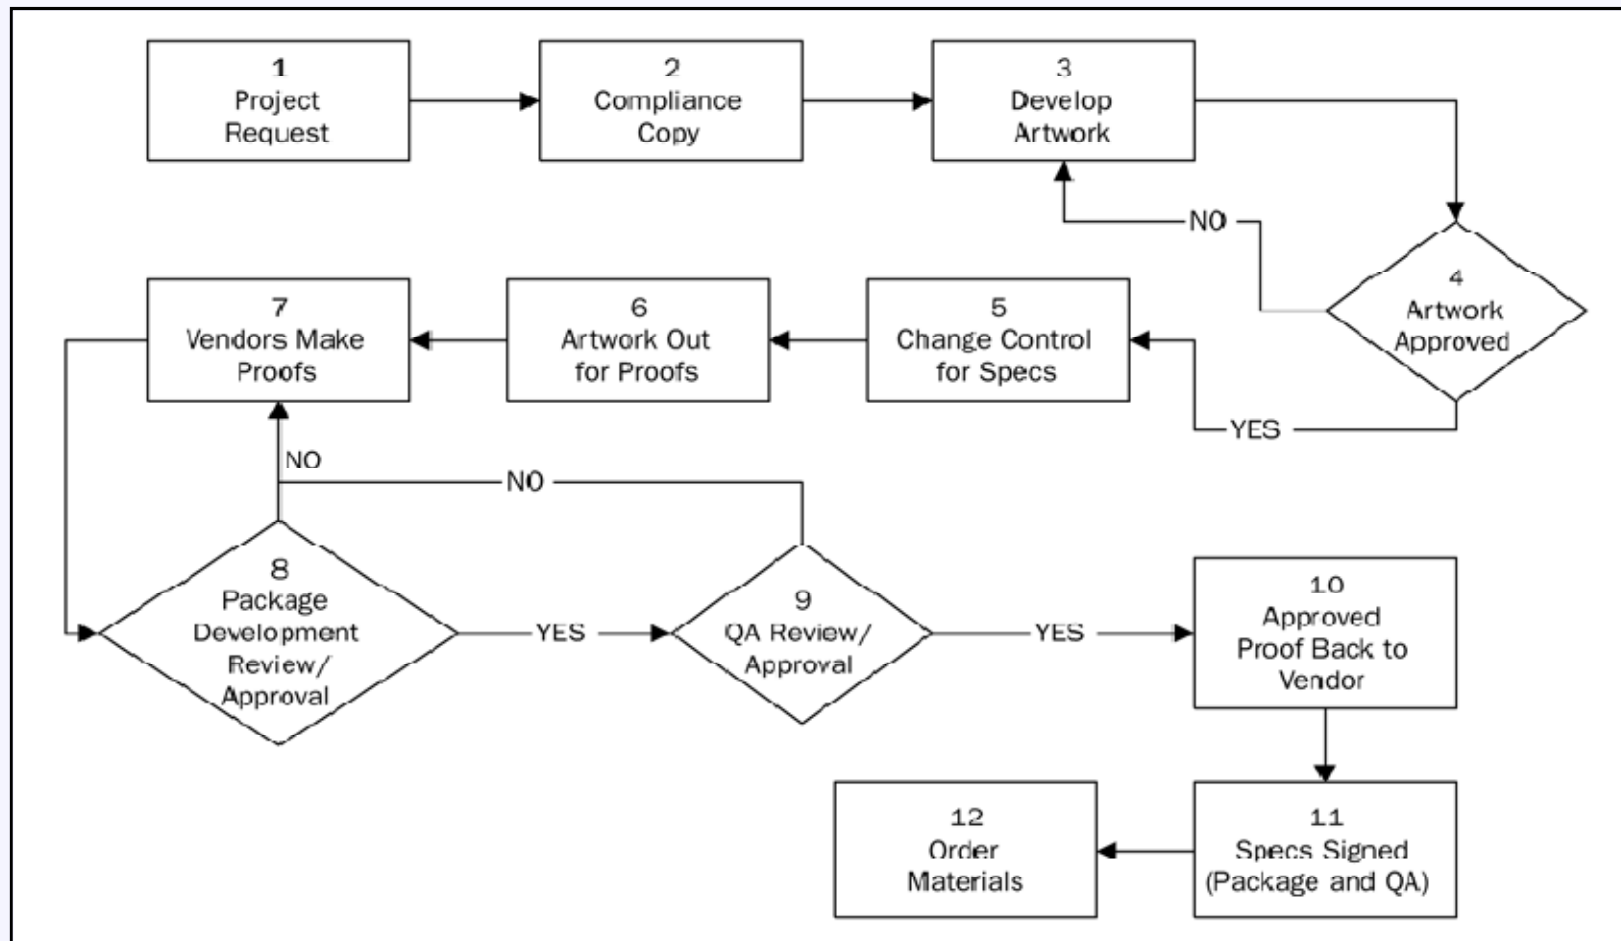 1
Project
Request
2
Compliance
Copy
3
Develop
Artwork
NO
4
Artwork
Approved
YES
5
Change Control
for Specs
6
Artwork Out
for Proofs
7
Vendors Make
Proofs
NO
NO
8
Package
Development
Review/
Approval
YES
9
QA Review/
Approval
YES
10
Approved
Proof Back to
Vendor
11
Specs Signed
(Package and QA)
12
Order
Materials